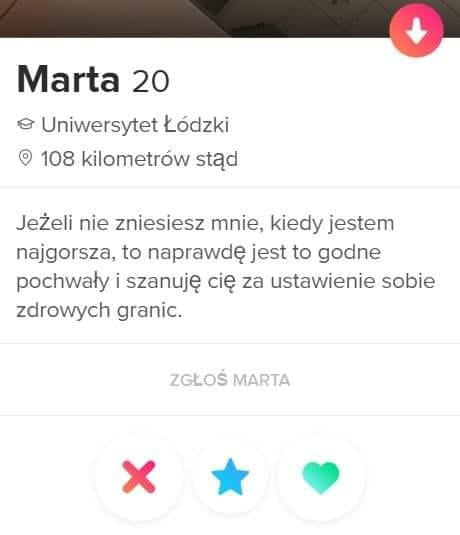 Marta 20
Uniwersytet Łódzki
108 kilometrów stąd
Jeżeli nie zniesiesz mnie, kiedy jestem
najgorsza, to naprawdę jest to godne
pochwały i szanuję cię za ustawienie sobie
zdrowych granic.
ZGŁOŚ MARTA